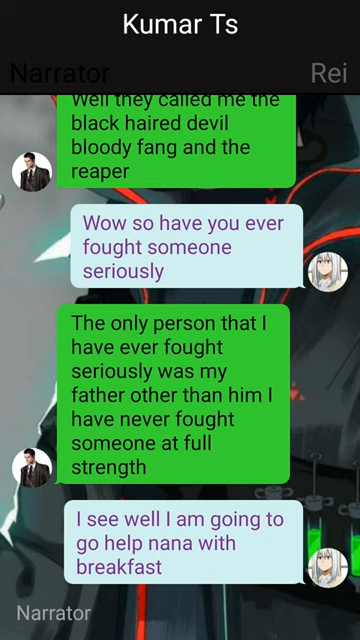 Kumar Ts
Narrator
Rei
Well they called me the
black haired devil
bloody fang and the
reaper
Wow so have you ever
fought someone
seriously
The only person that I
have ever fought
seriously was my
father other than him I
have never fought
someone at full
strength
I see well I am going to
go help nana with
breakfast
Narrator